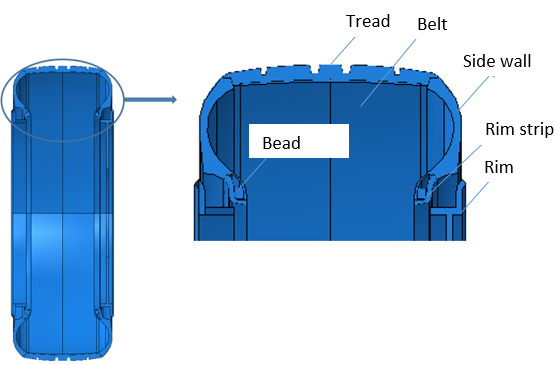 Tread
Belt
Side wall
Bead
Rim strip
Rim